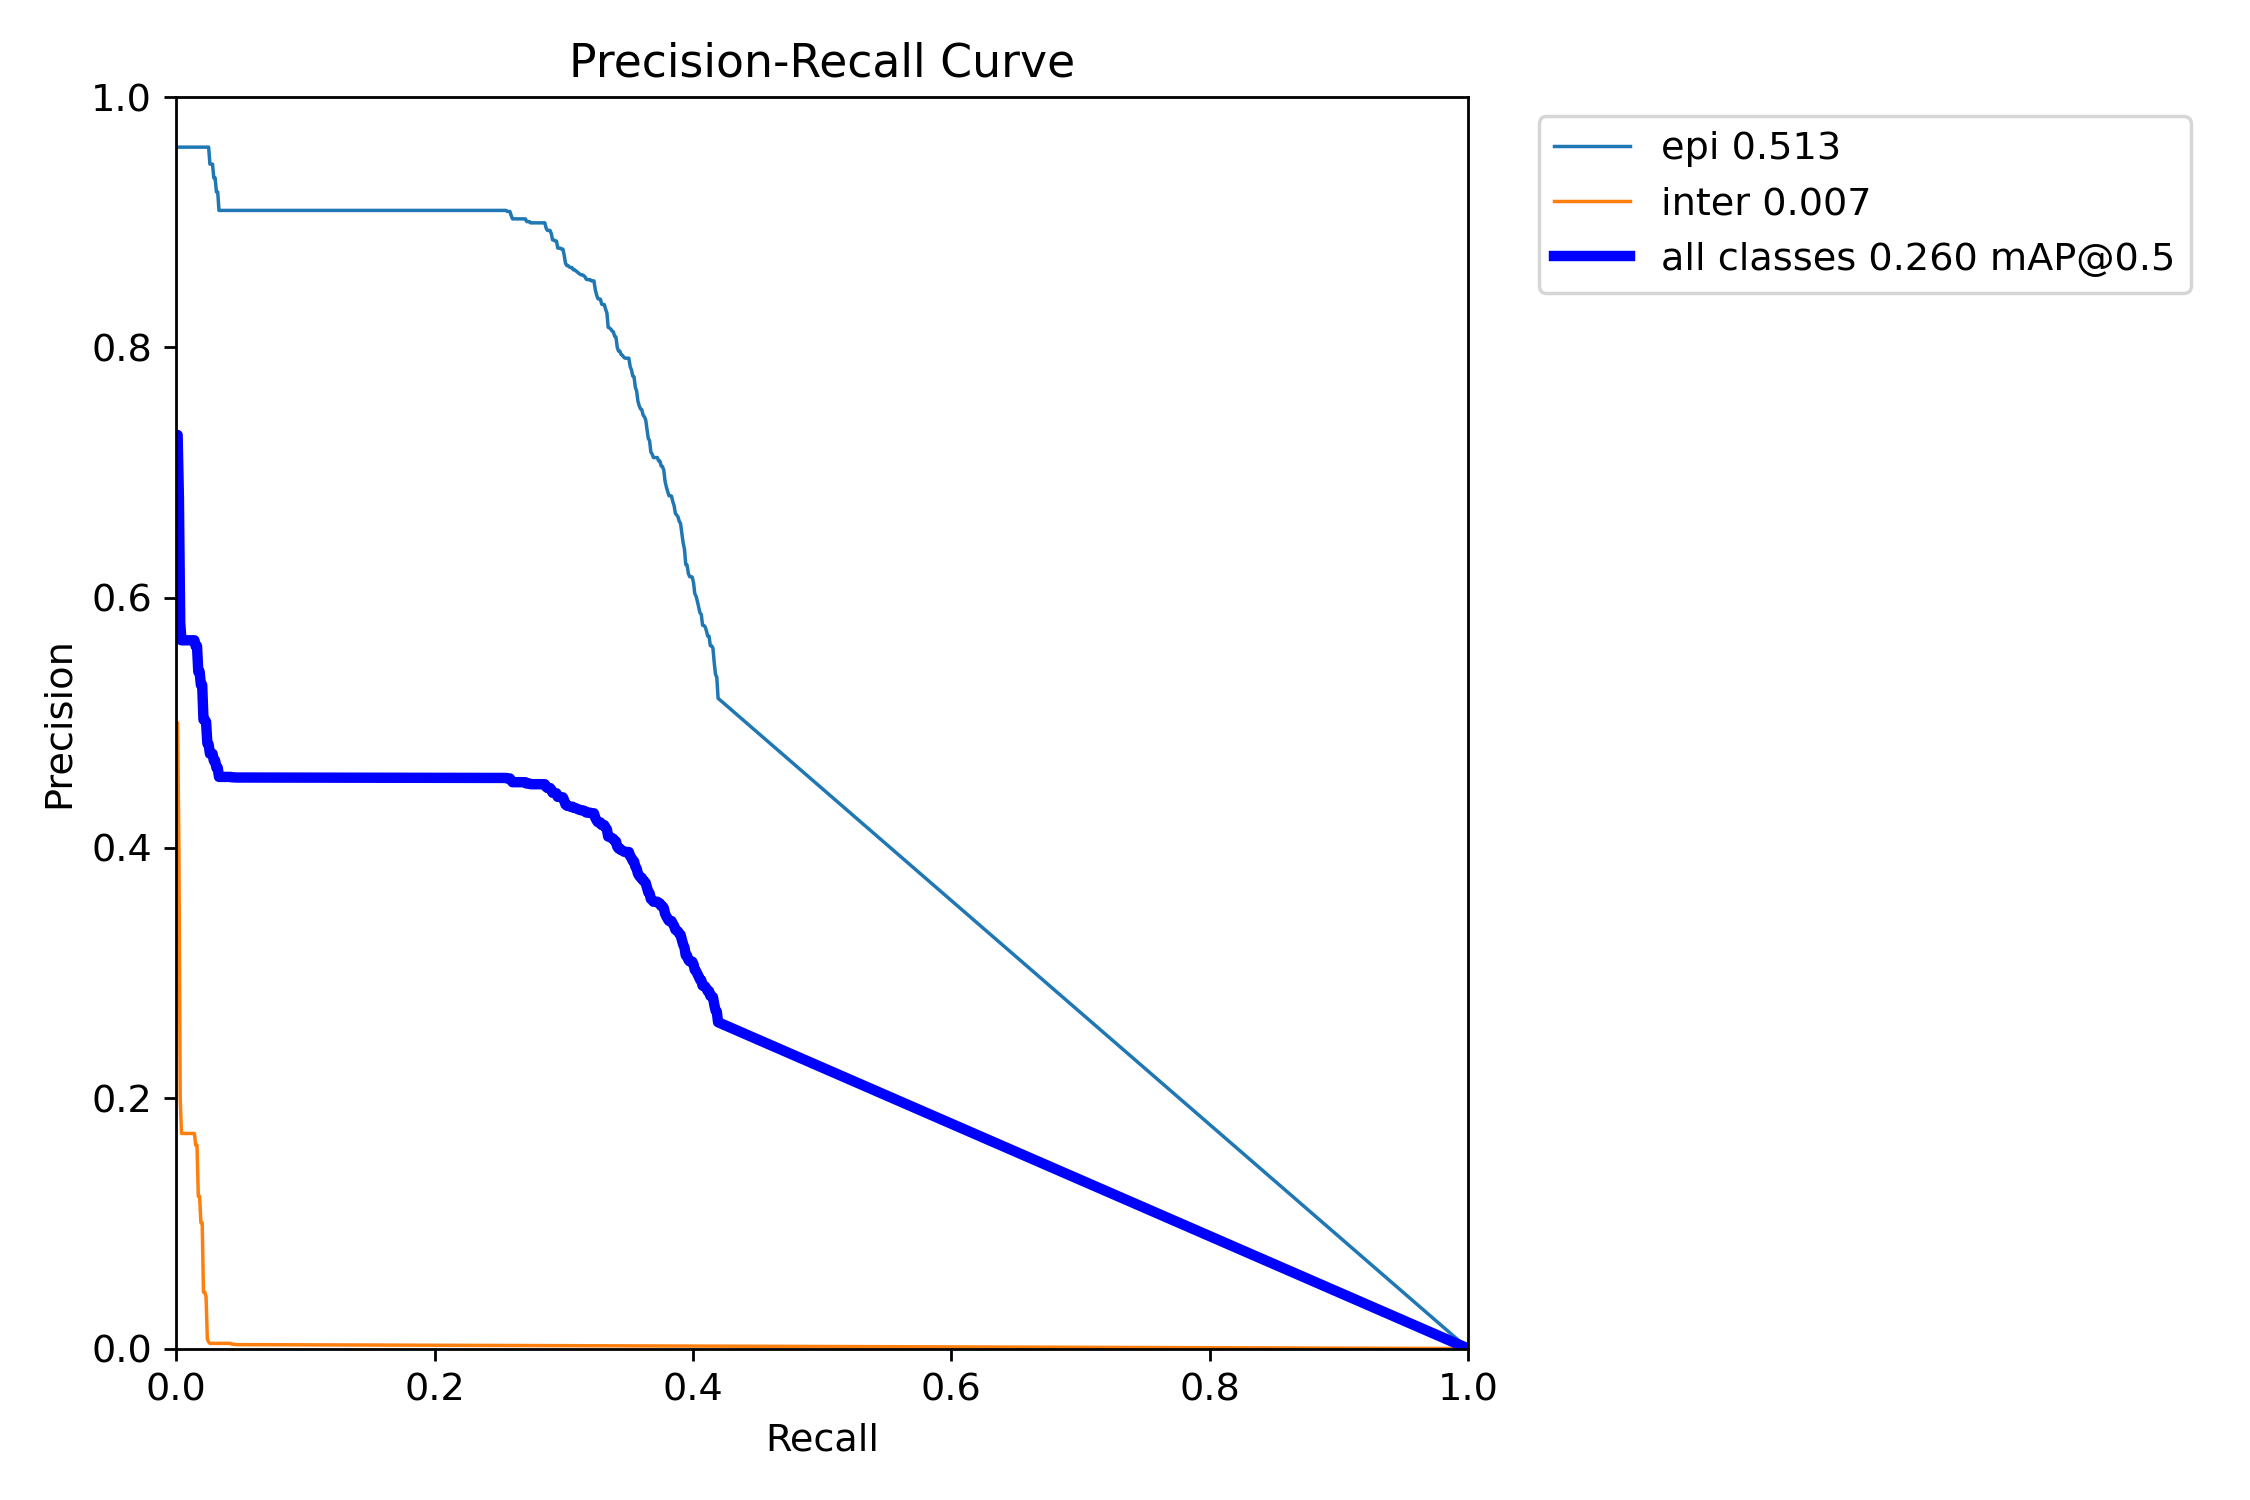 Precision-Recall Curve
1.0
0.8
0.6
0.4
0.2
0.0
Precision
0.0 0.2 0.4 0.6 0.8 1.0
Recall
epi 0.513
inter 0.007
all classes 0.260 mAP@0.5